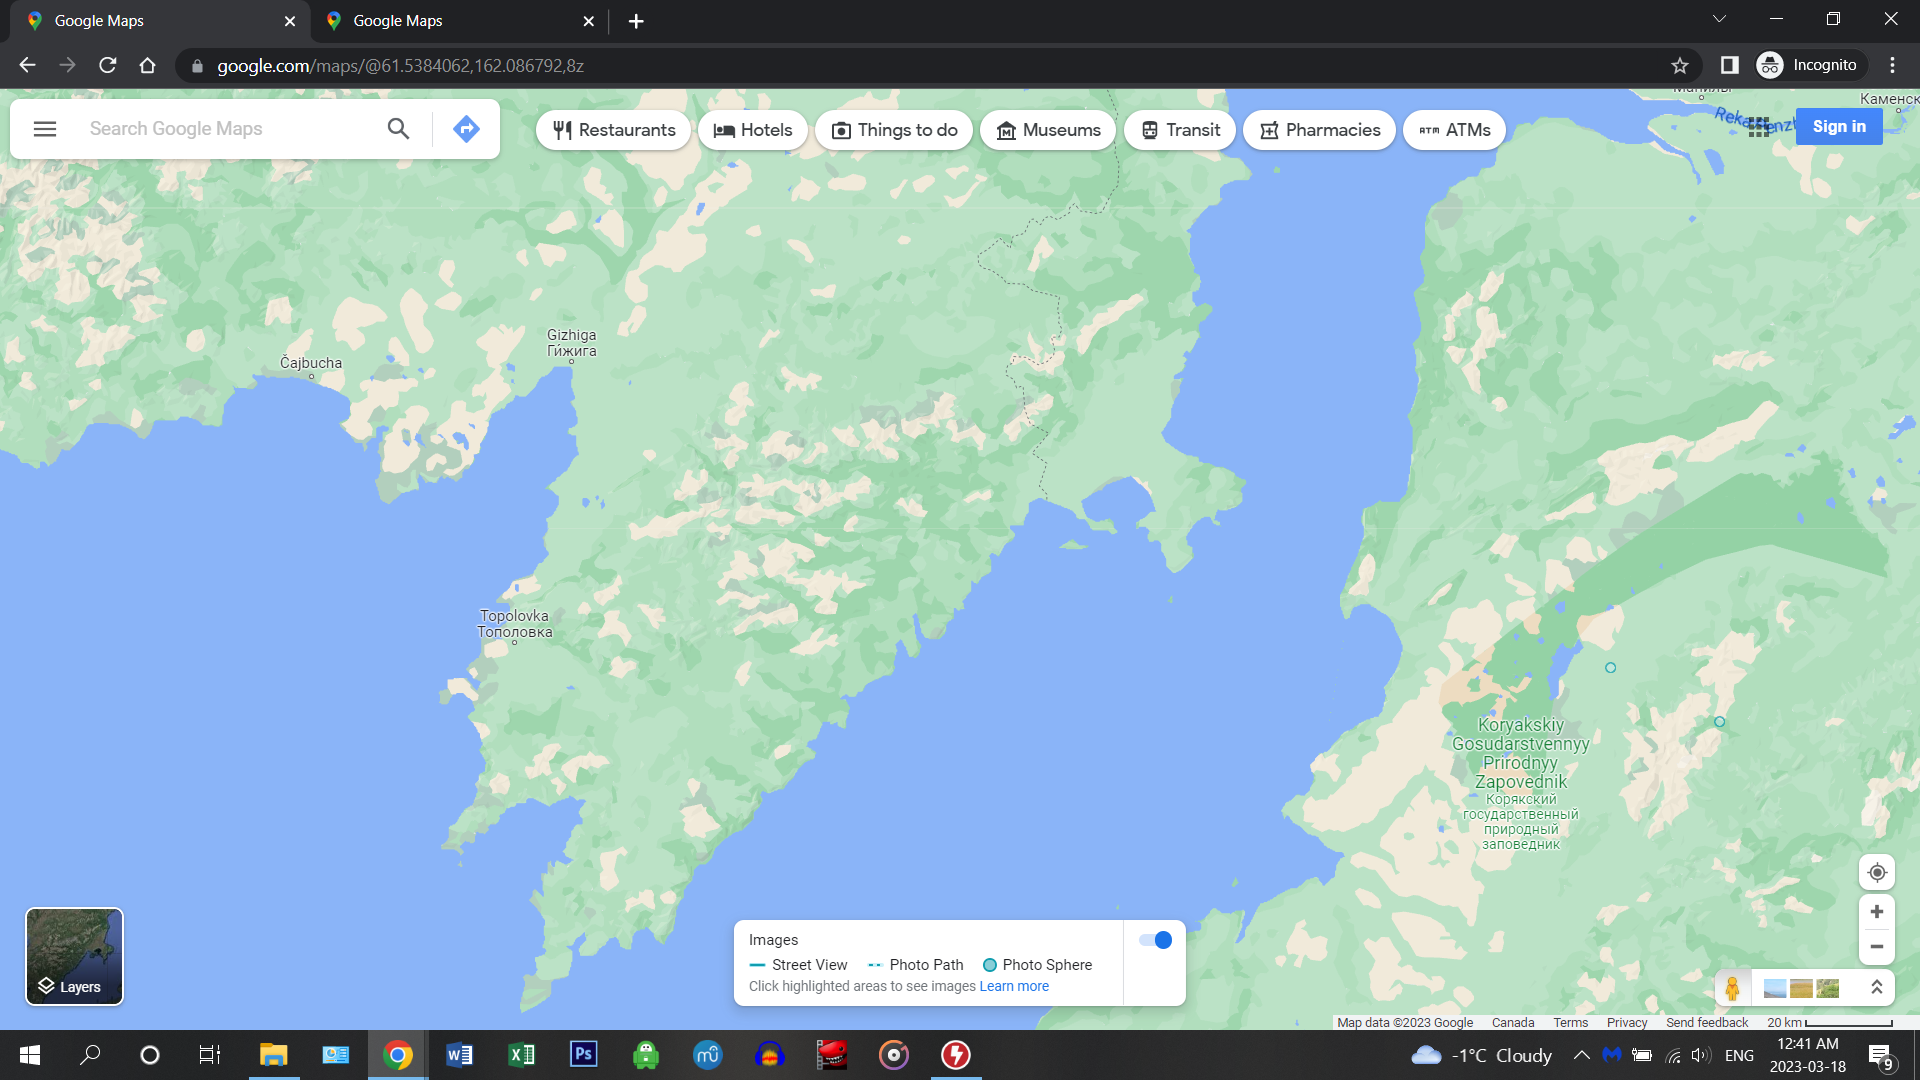 Google Maps
Google Maps
google.com/maps/@61.5384062,162.086792,8z
Incognito
Search Google Maps
Restaurants
Hotels
Things to do
Museums
Transit
Pharmacies
ATM ATMs
Sign in
Gizhiga
Ги́жига
Čajbucha
Topolovka
Тополовка
Koryakskiy
Gosudarstvennyy
Prirodnyy
Zapovednik
Корякский
государственный
природный
заповедник
Images
Street View Photo Path Photo Sphere
Click highlighted areas to see images Learn more
Layers
Map data ©2023 Google Canada Terms Privacy Send feedback 20 km
-1°C Cloudy
ENG
12:41 AM
2023-03-18
9
W
X
Ps